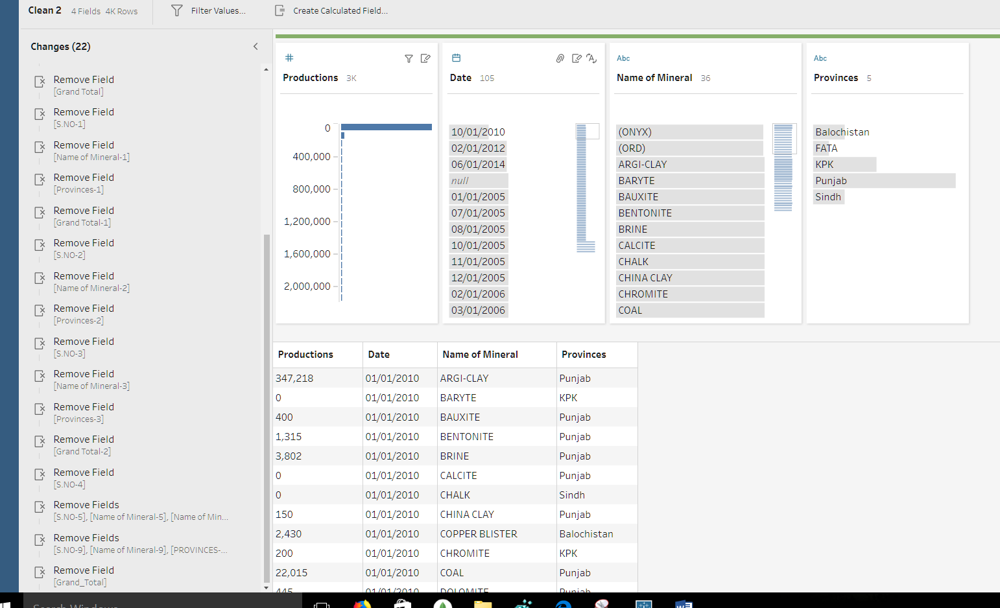 Clean 2 4 Fields 4K Rows Filter Values... Create Calculated Field...
Changes (22)
Remove Field
[Grand Total]
Remove Field
[S.NO-1]
Remove Field
[Name of Mineral-1]
Remove Field
[Provinces-1]
Remove Field
[Grand Total-1]
Remove Field
[S.NO-2]
Remove Field
[Name of Mineral-2]
Remove Field
[Provinces-2]
Remove Field
[S.NO-3]
Remove Field
[Name of Mineral-3]
Remove Field
[Provinces-3]
Remove Field
[Grand Total-2]
Remove Field
[S.NO-4]
Remove Fields
[S.NO-5], [Name of Mineral-5], [Name of Min...
Remove Fields
[S.NO-9], [Name of Mineral-9], [PROVINCES-...
Remove Field
[Grand_Total]
#
Productions 3K
0
400,000
800,000
1,200,000
1,600,000
2,000,000
Date 105
10/01/2010
02/01/2012
06/01/2014
null
01/01/2005
07/01/2005
08/01/2005
10/01/2005
11/01/2005
12/01/2005
02/01/2006
03/01/2006
Abc
Name of Mineral 36
(ONYX)
(ORD)
ARGI-CLAY
BARYTE
BAUXITE
BENTONITE
BRINE
CALCITE
CHALK
CHINA CLAY
CHROMITE
COAL
Abc
Provinces 5
Balochistan
FATA
KPK
Punjab
Sindh
Productions Date Name of Mineral Provinces
347,218 01/01/2010 ARGI-CLAY Punjab
0 01/01/2010 BARYTE KPK
400 01/01/2010 BAUXITE Punjab
1,315 01/01/2010 BENTONITE Punjab
3,802 01/01/2010 BRINE Punjab
0 01/01/2010 CALCITE Punjab
0 01/01/2010 CHALK Sindh
150 01/01/2010 CHINA CLAY Punjab
2,430 01/01/2010 COPPER BLISTER Balochistan
200 01/01/2010 CHROMITE KPK
22,015 01/01/2010 COAL Punjab
445 01/01/2010 DOLOMITE Punjab
Search Windows